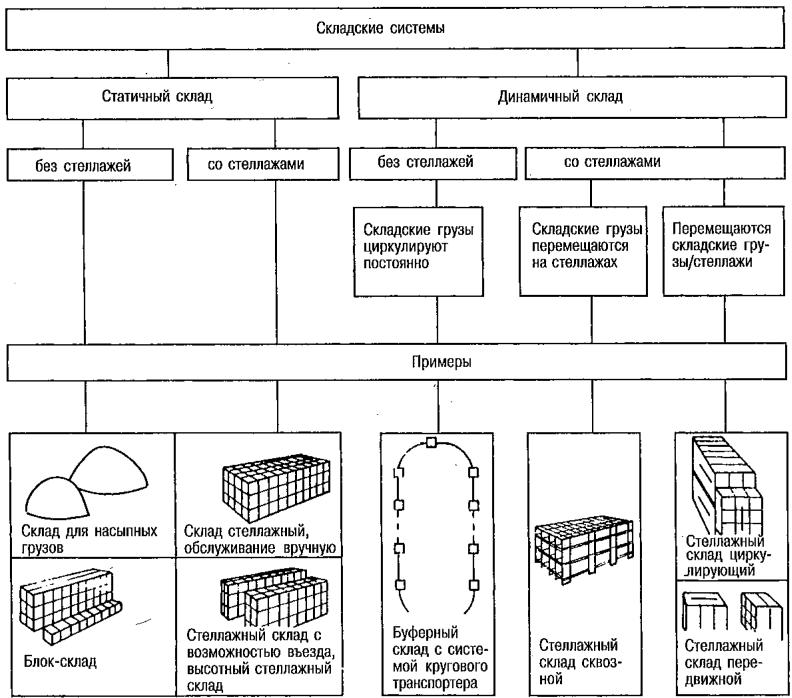 Складские системы
Статичный склад
Динамичный склад
без стеллажей
со стеллажами
без стеллажей
со стеллажами
Складские грузы
циркулируют
постоянно
Складские грузы
перемещаются
на стеллажах
Перемещаются
складские гру-
зы/стеллажи
Примеры
Склад для насыпных
грузов
Склад стеллажный,
обслуживание вручную
Блок-склад
Стеллажный склад с
возможностью въезда,
высотный стеллажный
склад
Буферный
склад с систе-
мой кругового
транспортера
Стеллажный
склад сквоз-
ной
Стеллажный
склад цирку-
лирующий
Стеллажный
склад пере-
движной